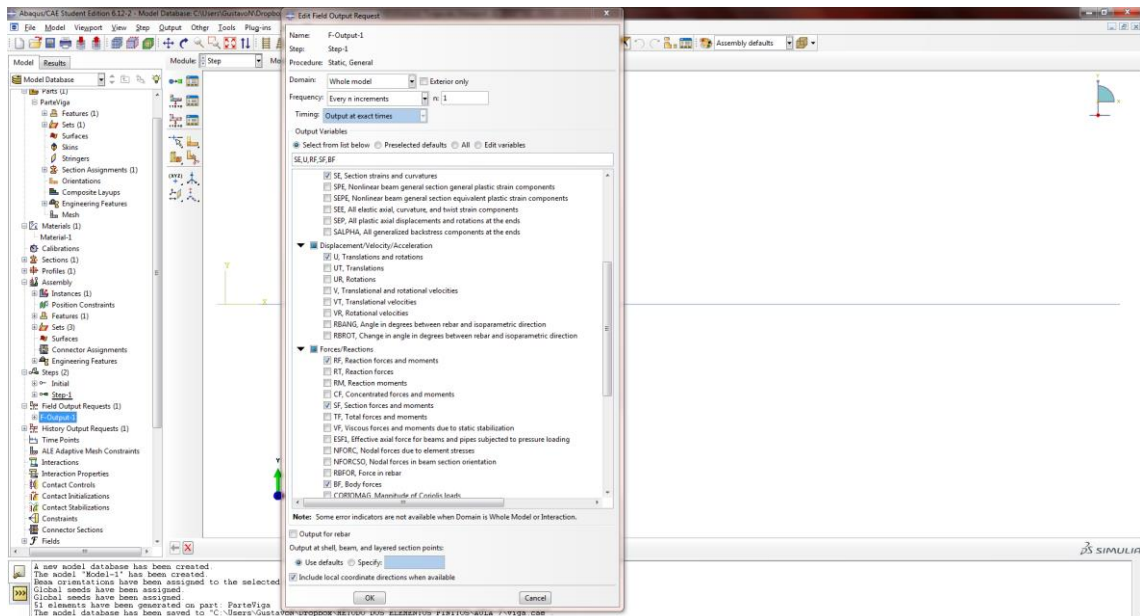 Abaqus/CAE Student Edition 6.12-2 - Model Database: C:\Users\GustavoN\Dropbox
File Model Viewport View Step Output Other Tools Plug-ins
Assembly defaults
Model Results
Module: Step
Model Database
Parts (1)
ParteViga
Features (1)
Sets (1)
Surfaces
Skins
Stringers
Section Assignments (1)
Orientations
Composite Layups
Engineering Features
Mesh
Materials (1)
Material-1
Calibrations
Sections (1)
Profiles (1)
Assembly
Instances (1)
Position Constraints
Features (1)
Sets (3)
Surfaces
Connector Assignments
Engineering Features
Steps (2)
Initial
Step-1
Field Output Requests (1)
F-Output-1
History Output Requests (1)
Time Points
ALE Adaptive Mesh Constraints
Interactions
Interaction Properties
Contact Controls
Contact Initializations
Contact Stabilizations
Constraints
Connector Sections
Fields
Edit Field Output Request
Name: F-Output-1
Step: Step-1
Procedure: Static, General
Domain: Whole model Exterior only
Frequency: Every n increments n: 1
Timing: Output at exact times
Output Variables
Select from list below Preselected defaults All Edit variables
SE,U,RF,SF,BF
SE, Section strains and curvatures
SPE, Nonlinear beam general section general plastic strain components
SEPE, Nonlinear beam general section equivalent plastic strain components
SEE, All elastic axial, curvature, and twist strain components
SEP, All plastic axial displacements and rotations at the ends
SALPHA, All generalized backstress components at the ends
Displacement/Velocity/Acceleration
U, Translations and rotations
UT, Translations
UR, Rotations
V, Translational and rotational velocities
VT, Translational velocities
VR, Rotational velocities
RBANG, Angle in degrees between rebar and isoparametric direction
RBROT, Change in angle in degrees between rebar and isoparametric direction
Forces/Reactions
RF, Reaction forces and moments
RT, Reaction forces
RM, Reaction moments
CF, Concentrated forces and moments
SF, Section forces and moments
TF, Total forces and moments
VF, Viscous forces and moments due to static stabilization
ESF1, Effective axial force for beams and pipes subjected to pressure loading
NFORC, Nodal forces due to element stresses
NFORCSO, Nodal forces in beam section orientation
RBFOR, Force in rebar
BF, Body forces
CORIOMAG, Magnitude of Coriolis loads
Note: Some error indicators are not available when Domain is Whole Model or Interaction.
Output for rebar
Output at shell, beam, and layered section points:
Use defaults Specify:
Include local coordinate directions when available
OK Cancel
Y
X
Y
SIMULIA
A new model database has been created.
The model "Model-1" has been created.
Beam orientations have been assigned to the selected
Global seeds have been assigned.
Global seeds have been assigned.
51 elements have been generated on part: ParteViga
The model database has been saved to "C:\Users\GustavoN\Dropbox\METODO DOS ELEMENTOS FINITOS\AULA 7\viga.cae".